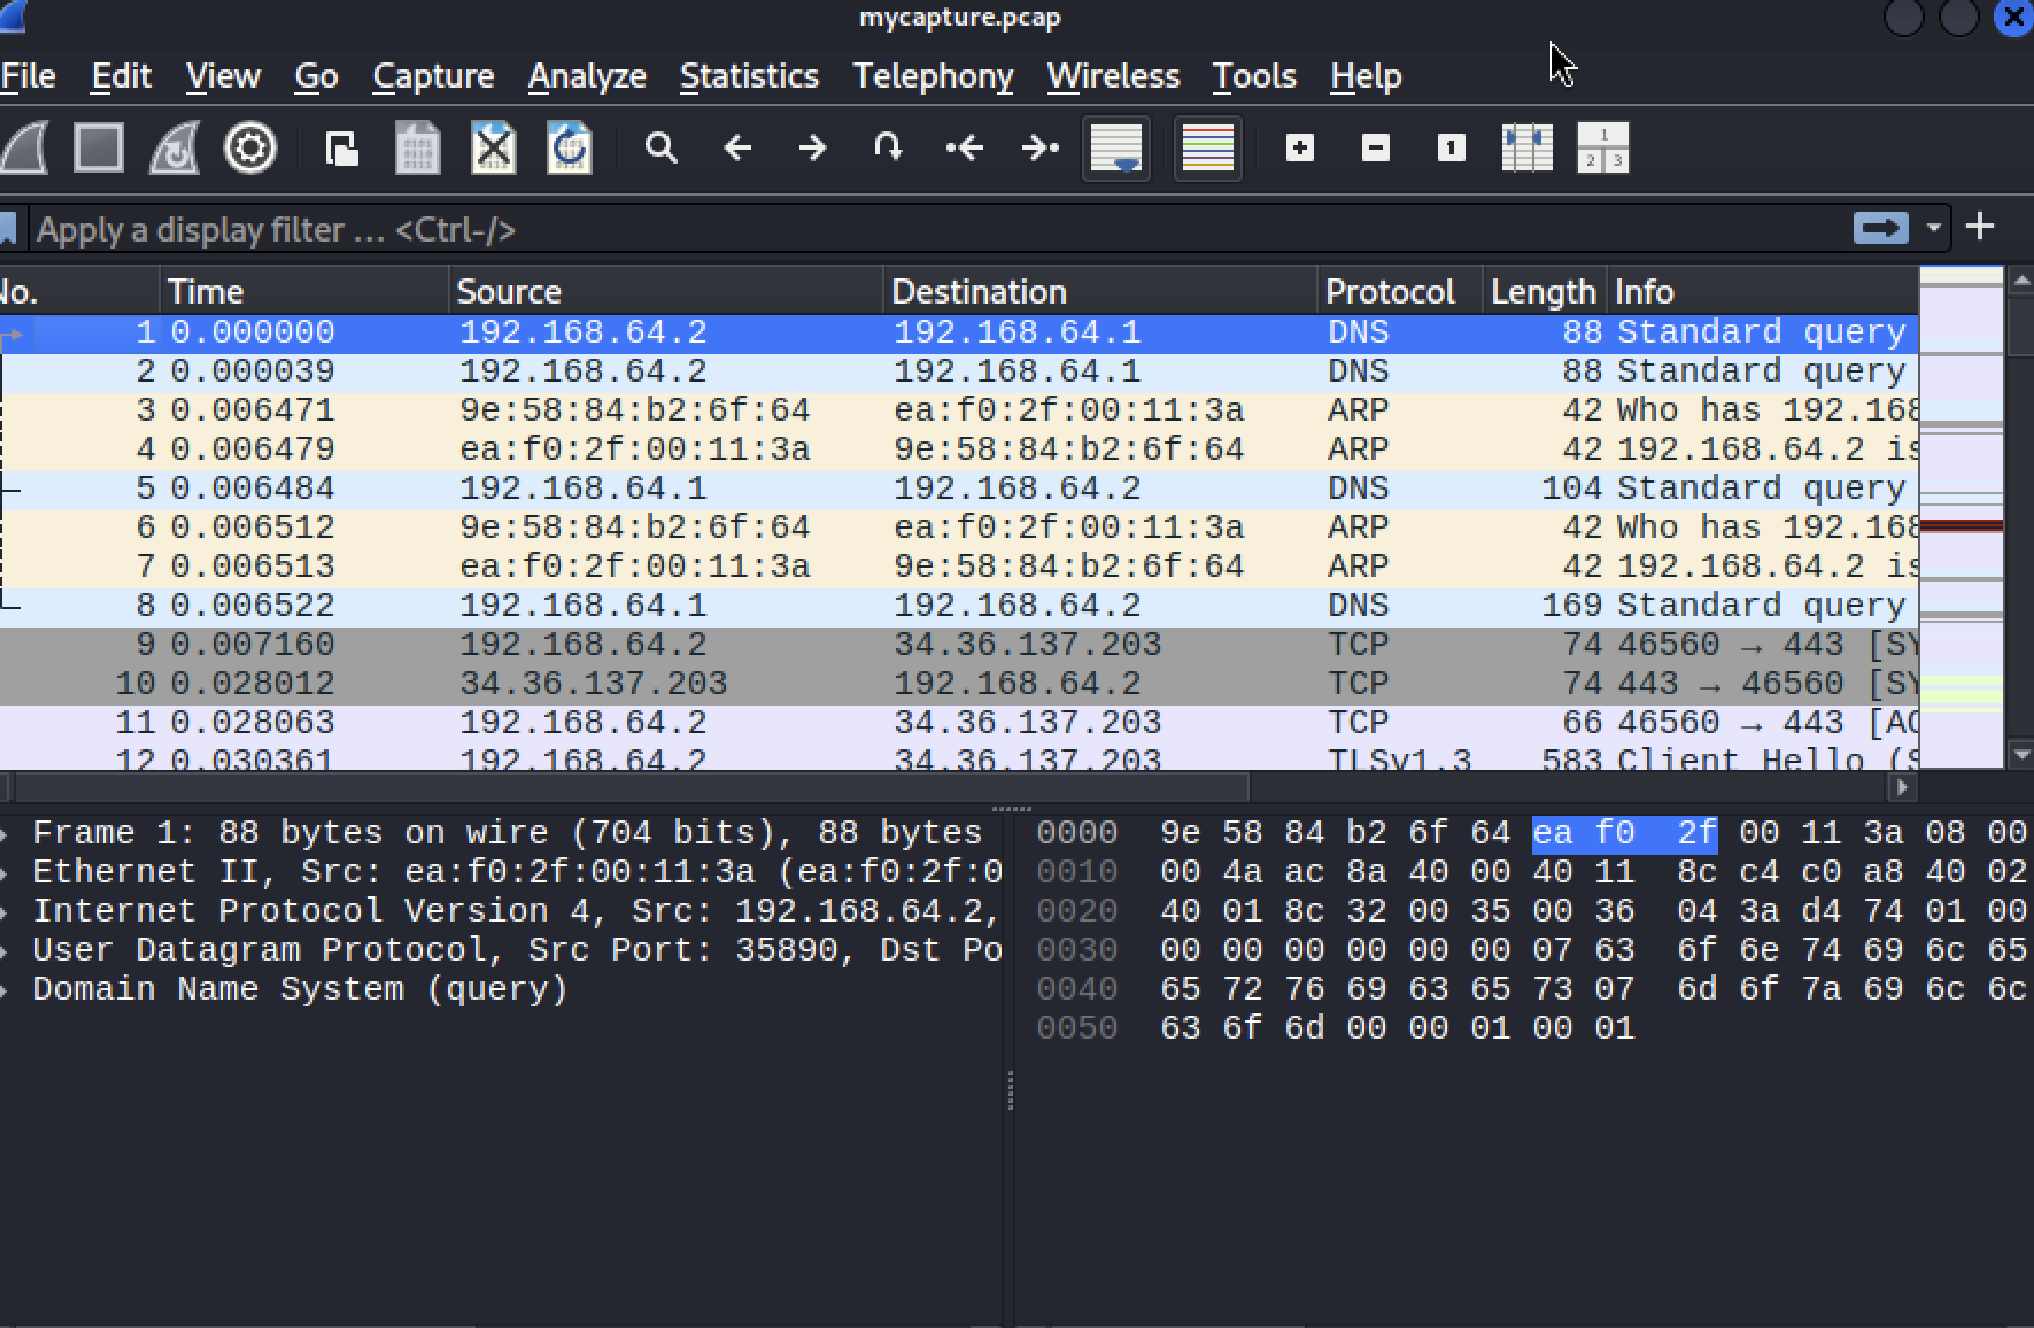 mycapture.pcap
File Edit View Go Capture Analyze Statistics Telephony Wireless Tools Help
Apply a display filter … <Ctrl-/>
No. Time Source Destination Protocol Length Info
1 0.000000 192.168.64.2 192.168.64.1 DNS 88 Standard query
2 0.000039 192.168.64.2 192.168.64.1 DNS 88 Standard query
3 0.006471 9e:58:84:b2:6f:64 ea:f0:2f:00:11:3a ARP 42 Who has 192.168
4 0.006479 ea:f0:2f:00:11:3a 9e:58:84:b2:6f:64 ARP 42 192.168.64.2 is
5 0.006484 192.168.64.1 192.168.64.2 DNS 104 Standard query
6 0.006512 9e:58:84:b2:6f:64 ea:f0:2f:00:11:3a ARP 42 Who has 192.168
7 0.006513 ea:f0:2f:00:11:3a 9e:58:84:b2:6f:64 ARP 42 192.168.64.2 is
8 0.006522 192.168.64.1 192.168.64.2 DNS 169 Standard query
9 0.007160 192.168.64.2 34.36.137.203 TCP 74 46560 → 443 [SY
10 0.028012 34.36.137.203 192.168.64.2 TCP 74 443 → 46560 [SY
11 0.028063 192.168.64.2 34.36.137.203 TCP 66 46560 → 443 [AC
12 0.030361 192.168.64.2 34.36.137.203 TLSv1.3 583 Client Hello (S
Frame 1: 88 bytes on wire (704 bits), 88 bytes
Ethernet II, Src: ea:f0:2f:00:11:3a (ea:f0:2f:0
Internet Protocol Version 4, Src: 192.168.64.2,
User Datagram Protocol, Src Port: 35890, Dst Po
Domain Name System (query)
0000 9e 58 84 b2 6f 64 ea f0 2f 00 11 3a 08 00
0010 00 4a ac 8a 40 00 40 11 8c c4 c0 a8 40 02
0020 40 01 8c 32 00 35 00 36 04 3a d4 74 01 00
0030 00 00 00 00 00 00 07 63 6f 6e 74 69 6c 65
0040 65 72 76 69 63 65 73 07 6d 6f 7a 69 6c 6c
0050 63 6f 6d 00 00 01 00 01